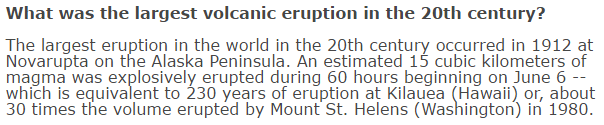 What was the largest volcanic eruption in the 20th century?
The largest eruption in the world in the 20th century occurred in 1912 at
Novarupta on the Alaska Peninsula. An estimated 15 cubic kilometers of
magma was explosively erupted during 60 hours beginning on June 6 --
which is equivalent to 230 years of eruption at Kilauea (Hawaii) or, about
30 times the volume erupted by Mount St. Helens (Washington) in 1980.